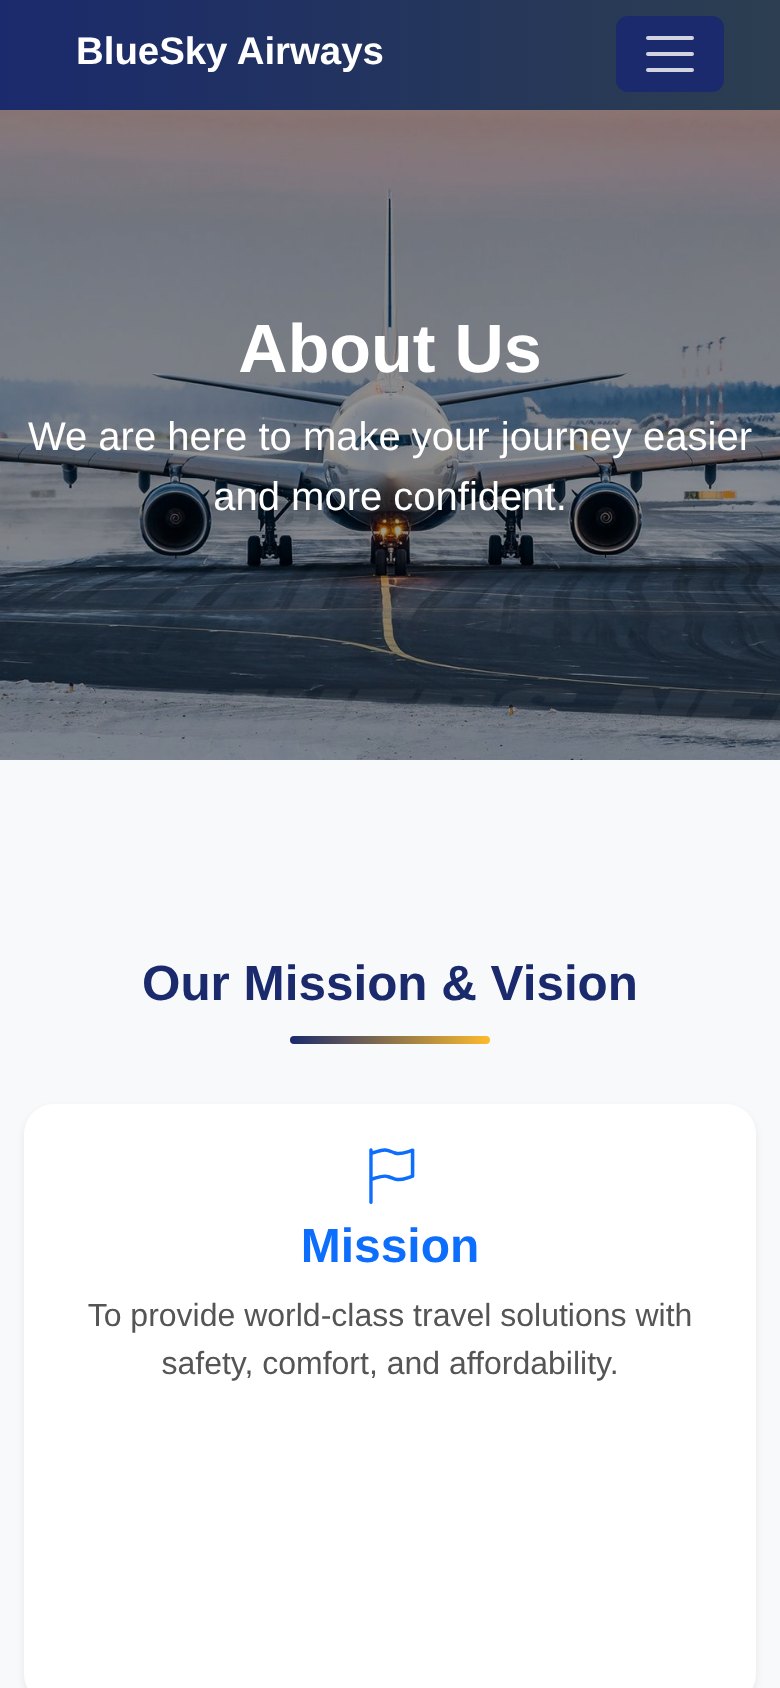 BlueSky Airways
About Us
We are here to make your journey easier
and more confident.
Our Mission & Vision
Mission
To provide world-class travel solutions with
safety, comfort, and affordability.